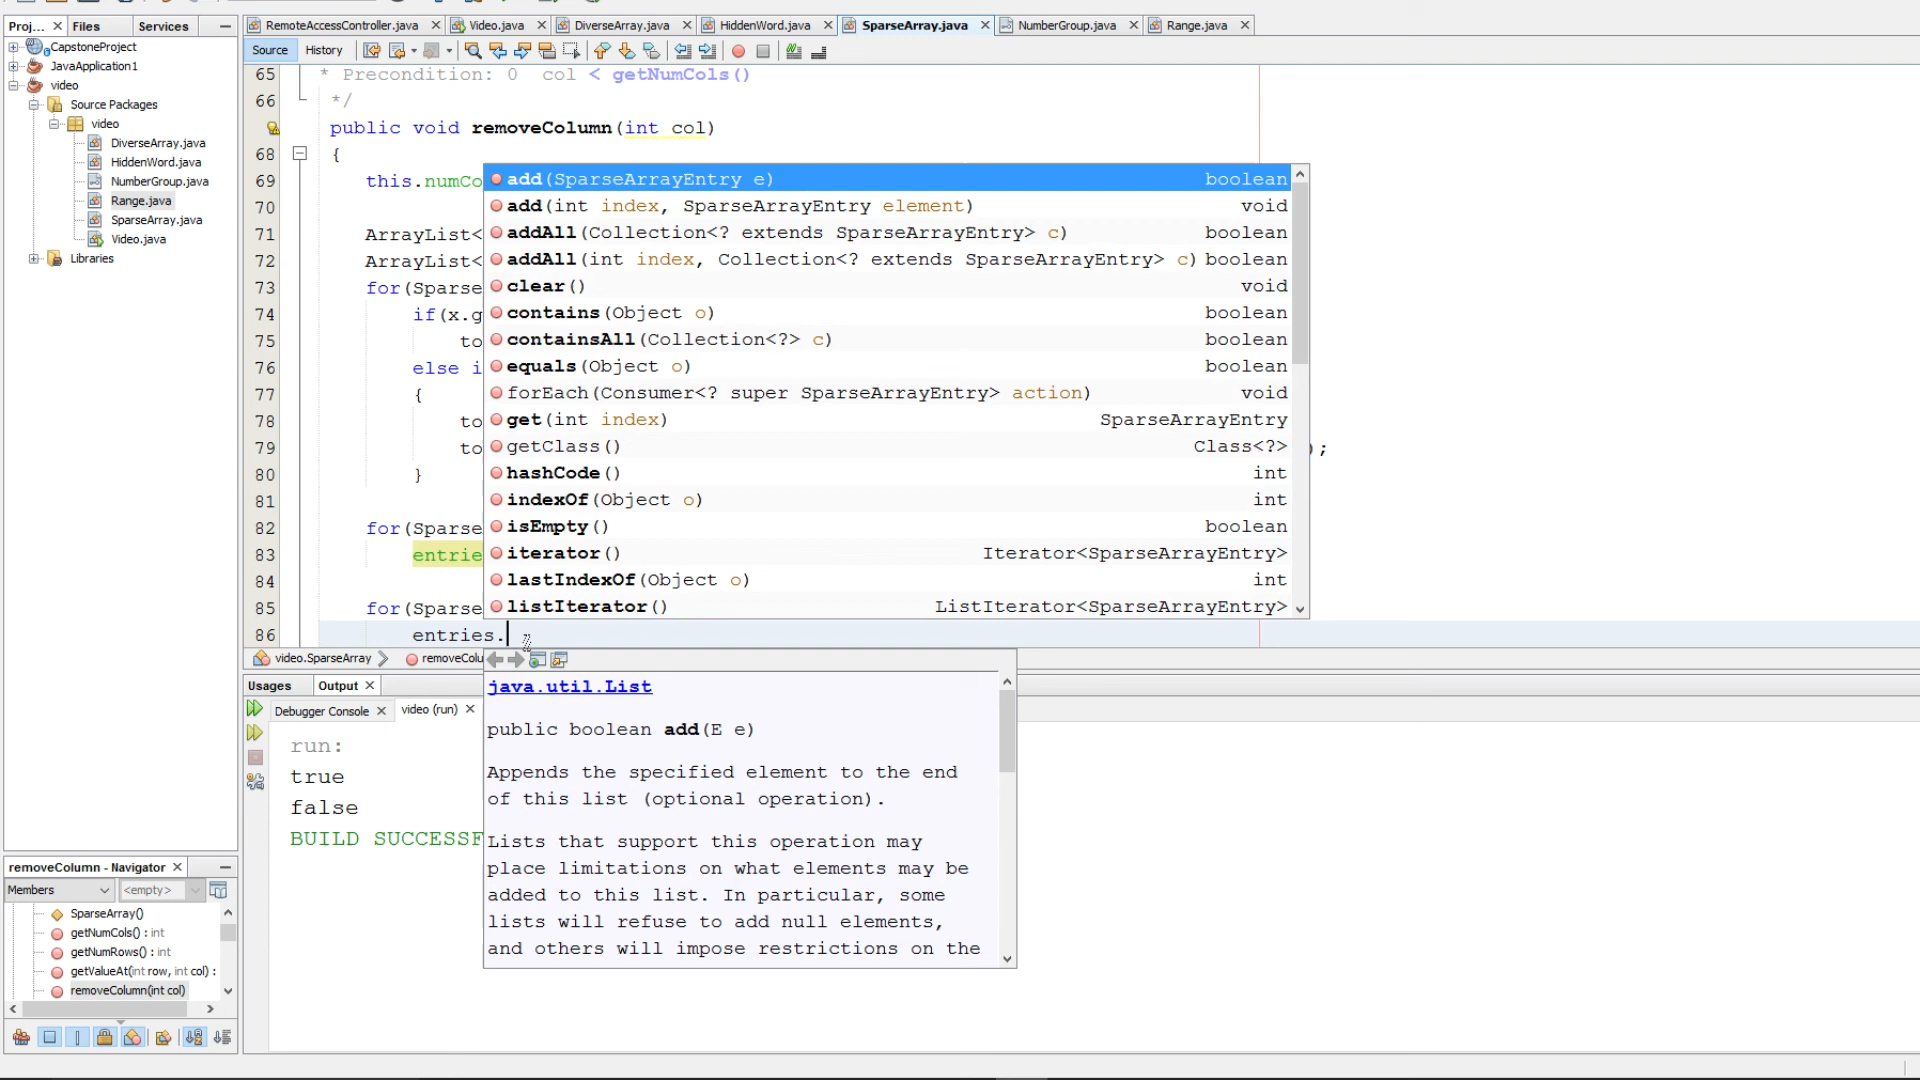 Proj...
Files
Services
CapstoneProject
JavaApplication1
video
Source Packages
video
DiverseArray.java
HiddenWord.java
NumberGroup.java
Range.java
SparseArray.java
Video.java
Libraries
RemoteAccessController.java
Video.java
DiverseArray.java
HiddenWord.java
SparseArray.java
NumberGroup.java
Range.java
Source
History
65 * Precondition: 0 col < getNumCols()
66 */
public void removeColumn(int col)
68 {
69 this.numCo
70
71 ArrayList<
72 ArrayList<
73 for(Sparse
74 if(x.g
75 to
76 else i
77 {
78 to
79 to );
80 }
81
82 for(Sparse
83 entrie
84
85 for(Sparse
86 entries.
add(SparseArrayEntry e) boolean
add(int index, SparseArrayEntry element) void
addAll(Collection<? extends SparseArrayEntry> c) boolean
addAll(int index, Collection<? extends SparseArrayEntry> c) boolean
clear() void
contains(Object o) boolean
containsAll(Collection<?> c) boolean
equals(Object o) boolean
forEach(Consumer<? super SparseArrayEntry> action) void
get(int index) SparseArrayEntry
getClass() Class<?>
hashCode() int
indexOf(Object o) int
isEmpty() boolean
iterator() Iterator<SparseArrayEntry>
lastIndexOf(Object o) int
listIterator() ListIterator<SparseArrayEntry>
video.SparseArray
removeColu
java.util.List
public boolean add(E e)
Appends the specified element to the end
of this list (optional operation).
Lists that support this operation may
place limitations on what elements may be
added to this list. In particular, some
lists will refuse to add null elements,
and others will impose restrictions on the
Usages
Output
Debugger Console
video (run)
run:
true
false
BUILD SUCCESSF
removeColumn - Navigator
Members
<empty>
SparseArray()
getNumCols() : int
getNumRows() : int
getValueAt(int row, int col) :
removeColumn(int col)